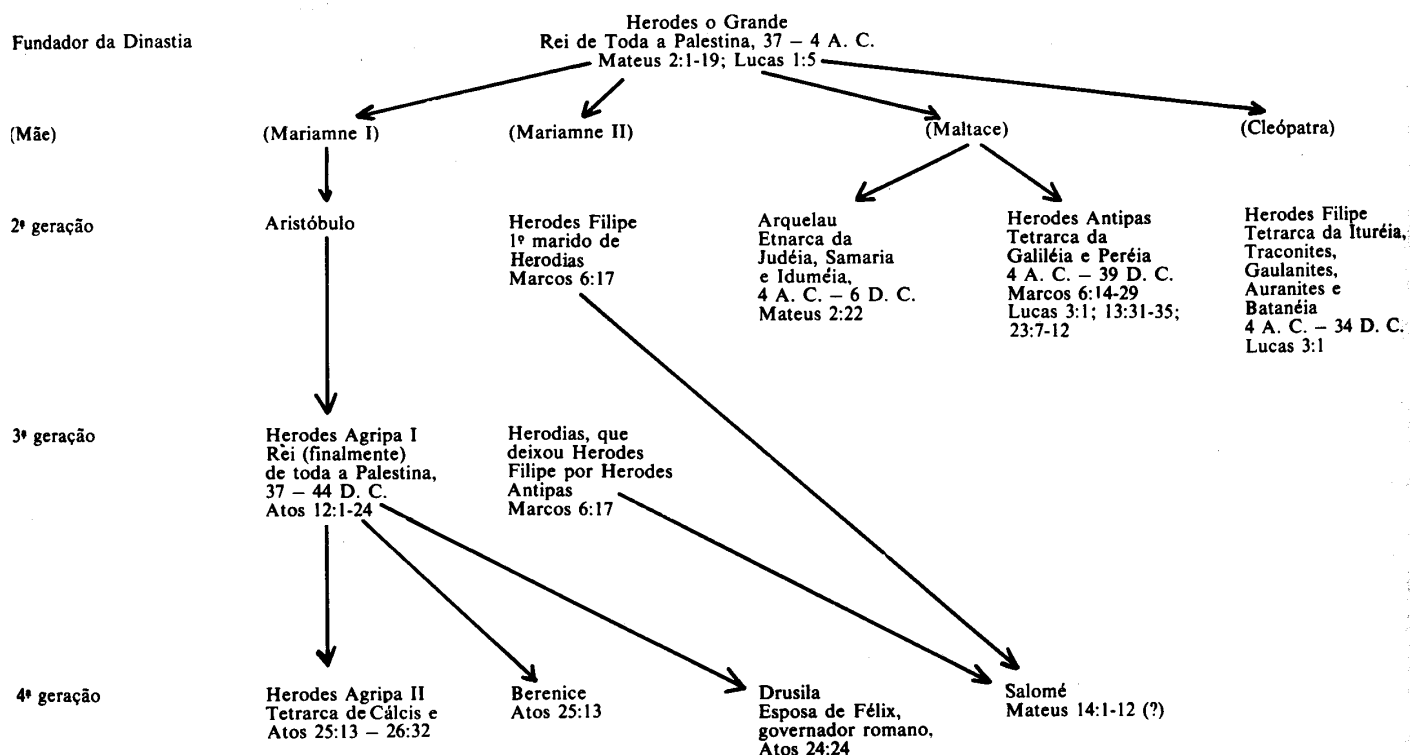 Herodes o Grande
Fundador da Dinastia
Rei de Toda a Palestina, 37 – 4 A. C.
Mateus 2:1-19; Lucas 1:5
(Mãe)
(Mariamne I)
(Mariamne II)
(Maltace)
(Cleópatra)
2ª geração
Aristóbulo
Herodes Filipe
1º marido de
Herodias
Marcos 6:17
Arquelau
Etnarca da
Judéia, Samaria
e Iduméia,
4 A. C. – 6 D. C.
Mateus 2:22
Herodes Antipas
Tetrarca da
Galiléia e Peréia
4 A. C. – 39 D. C.
Marcos 6:14-29
Lucas 3:1; 13:31-35;
23:7-12
Herodes Filipe
Tetrarca da Ituréia,
Traconites,
Gaulanites,
Auranites e
Batanéia
4 A. C. – 34 D. C.
Lucas 3:1
3ª geração
Herodes Agripa I
Rei (finalmente)
de toda a Palestina,
37 – 44 D. C.
Atos 12:1-24
Herodias, que
deixou Herodes
Filipe por Herodes
Antipas
Marcos 6:17
4ª geração
Herodes Agripa II
Tetrarca de Cálcis e
Atos 25:13 – 26:32
Berenice
Atos 25:13
Drusila
Esposa de Félix,
governador romano,
Atos 24:24
Salomé
Mateus 14:1-12 (?)